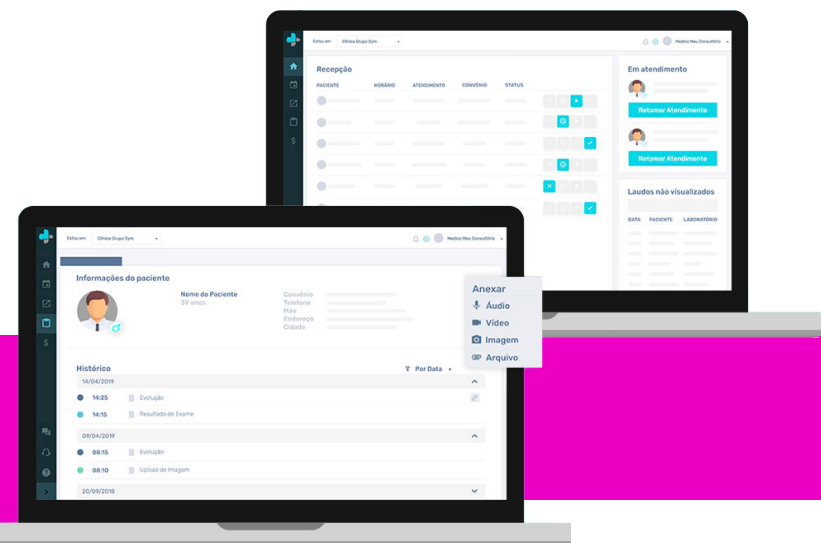 Estou em Clínica Grupo Sym Medico Meu Consultório
Recepção
PACIENTE HORÁRIO ATENDIMENTO CONVÊNIO STATUS
Em atendimento
Retomar Atendimento
Retomar Atendimento
Laudos não visualizados
DATA PACIENTE LABORATÓRIO
Estou em Clínica Grupo Sym Medico Meu Consultório
Informações do paciente
Nome do Paciente
39 anos
Convênio
Telefone
Mãe
Endereço
Cidade
Anexar
Áudio
Vídeo
Imagem
Arquivo
Histórico Por Data
14/04/2019
14:25 Evolução
14:15 Resultado de Exame
09/04/2019
08:15 Evolução
08:10 Upload de Imagem
20/09/2018